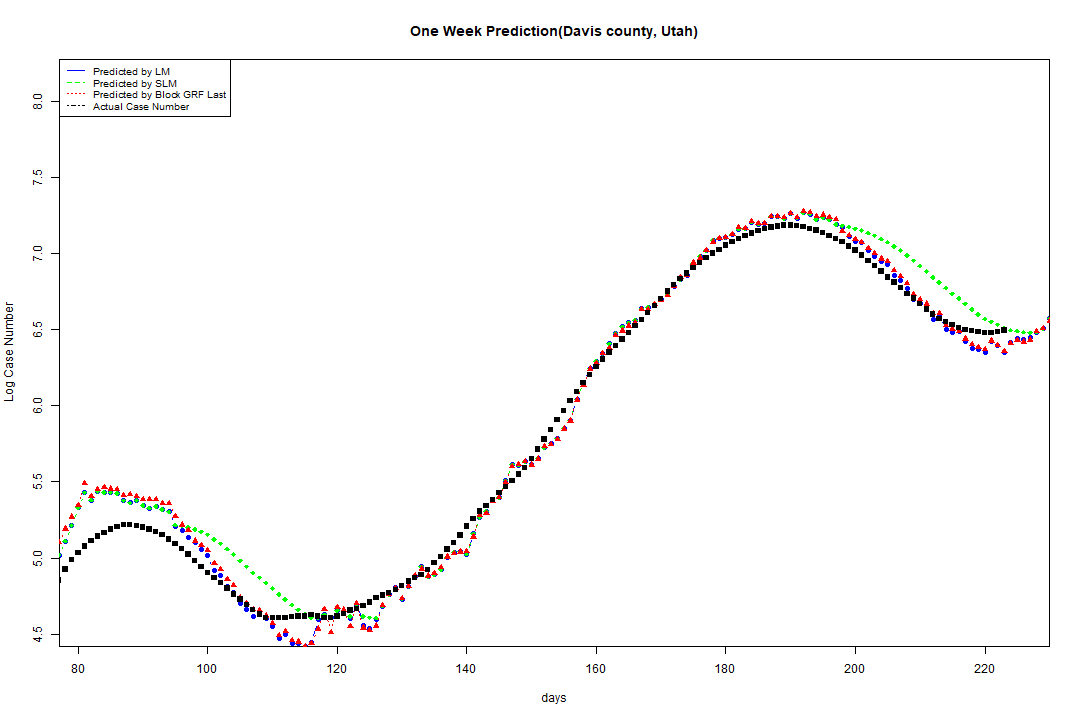 One Week Prediction(Davis county, Utah)
Predicted by LM
Predicted by SLM
Predicted by Block GRF Last
Actual Case Number
8.0
7.5
7.0
6.5
6.0
5.5
5.0
4.5
Log Case Number
80 100 120 140 160 180 200 220
days